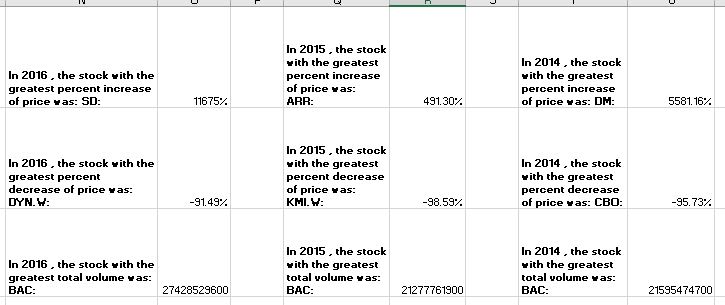 In 2016 , the stock with the
greatest percent increase
of price was: SD:
11675%
In 2015 , the stock
with the greatest
percent increase
of price was:
ARR:
491.30%
In 2014 , the stock
with the greatest
percent increase
of price was: DM:
5581.16%
In 2016 , the stock with the
greatest percent
decrease of price was:
DYN.W:
-91.49%
In 2015 , the stock
with the greatest
percent decrease
of price was:
KMI.W:
-98.59%
In 2014 , the stock
with the greatest
percent decrease
of price was: CBO:
-95.73%
In 2016 , the stock with the
greatest total volume was:
BAC:
27428529600
In 2015 , the stock
with the greatest
total volume was:
BAC:
21277761900
In 2014 , the stock
with the greatest
total volume was:
BAC:
21595474700